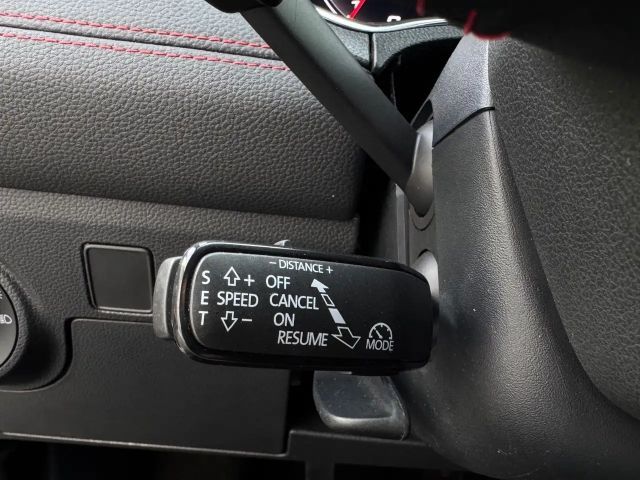 - DISTANCE +
S + OFF
E SPEED CANCEL
T - ON
RESUME
MODE